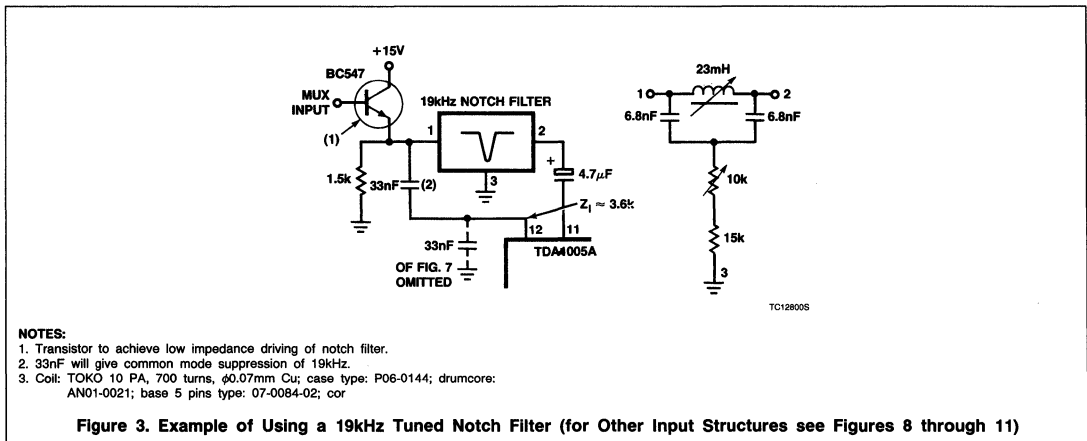 +15V
BC547
MUX
INPUT
(1)
19kHz NOTCH FILTER
1
2
3
1.5k
33nF
(2)
+
4.7µF
Z_I ≈ 3.6k
12
11
TDA1005A
33nF
OF FIG. 7
OMITTED
23mH
1
2
6.8nF
6.8nF
10k
15k
3
TC12800S
NOTES:
1. Transistor to achieve low impedance driving of notch filter.
2. 33nF will give common mode suppression of 19kHz.
3. Coil: TOKO 10 PA, 700 turns, ϕ0.07mm Cu; case type: P06-0144; drumcore:
AN01-0021; base 5 pins type: 07-0084-02; cor
Figure 3. Example of Using a 19kHz Tuned Notch Filter (for Other Input Structures see Figures 8 through 11)